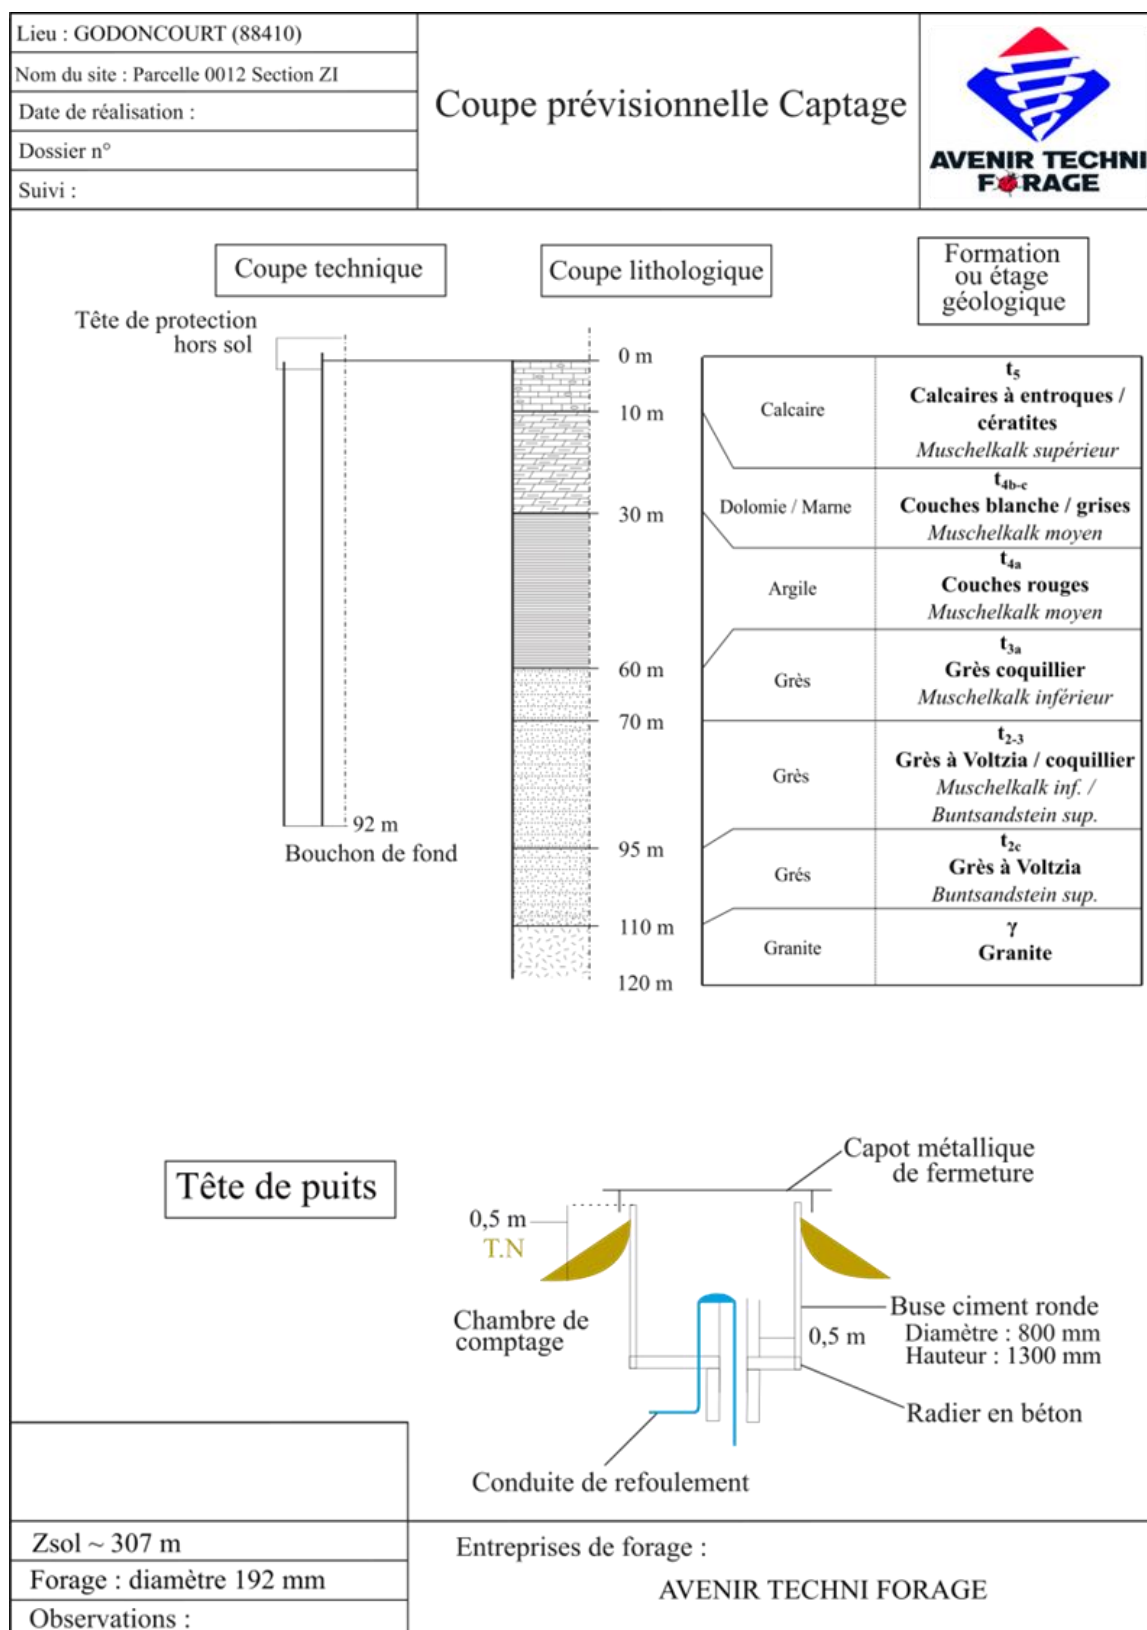 Lieu : GODONCOURT (88410)
Nom du site : Parcelle 0012 Section ZI
Date de réalisation :
Dossier n°
Suivi :
Coupe prévisionnelle Captage
AVENIR TECHNI
FORAGE
Coupe technique
Coupe lithologique
Formation
ou étage
géologique
Tête de protection
hors sol
0 m
10 m
30 m
60 m
70 m
95 m
110 m
120 m
92 m
Bouchon de fond
Calcaire
t5
Calcaires à entroques /
cératites
Muschelkalk supérieur
Dolomie / Marne
t4b-c
Couches blanche / grises
Muschelkalk moyen
Argile
t4a
Couches rouges
Muschelkalk moyen
Grès
t3a
Grès coquillier
Muschelkalk inférieur
Grès
t2-3
Grès à Voltzia / coquillier
Muschelkalk inf. /
Buntsandstein sup.
Grés
t2c
Grès à Voltzia
Buntsandstein sup.
Granite
γ
Granite
Tête de puits
Capot métallique
de fermeture
0,5 m
T.N
Chambre de
comptage
0,5 m
Buse ciment ronde
Diamètre : 800 mm
Hauteur : 1300 mm
Radier en béton
Conduite de refoulement
Zsol ~ 307 m
Forage : diamètre 192 mm
Observations :
Entreprises de forage :
AVENIR TECHNI FORAGE